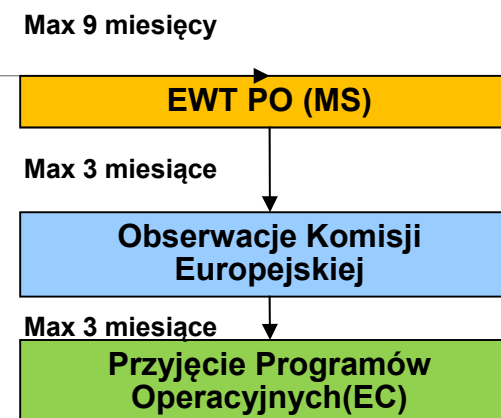 Max 9 miesięcy
EWT PO (MS)
Max 3 miesiące
Obserwacje Komisji
Europejskiej
Max 3 miesiące
Przyjęcie Programów
Operacyjnych(EC)